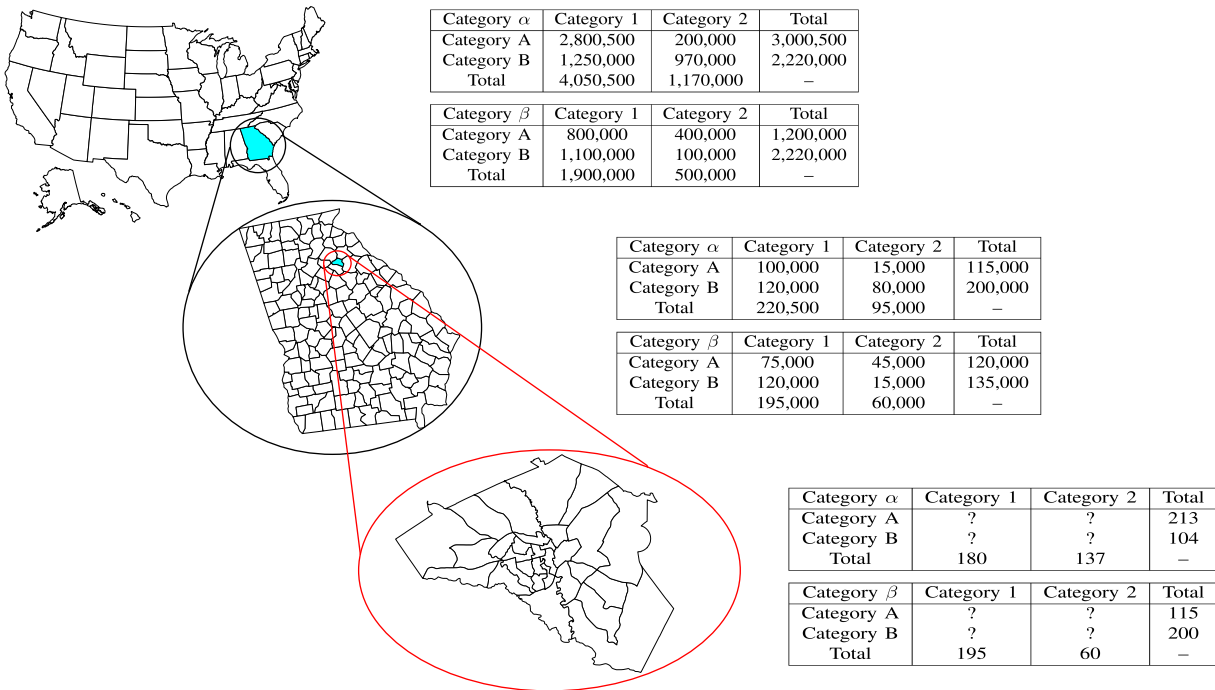 Category α Category 1 Category 2 Total
Category A 2,800,500 200,000 3,000,500
Category B 1,250,000 970,000 2,220,000
Total 4,050,500 1,170,000 –
Category β Category 1 Category 2 Total
Category A 800,000 400,000 1,200,000
Category B 1,100,000 100,000 2,220,000
Total 1,900,000 500,000 –
Category α Category 1 Category 2 Total
Category A 100,000 15,000 115,000
Category B 120,000 80,000 200,000
Total 220,500 95,000 –
Category β Category 1 Category 2 Total
Category A 75,000 45,000 120,000
Category B 120,000 15,000 135,000
Total 195,000 60,000 –
Category α Category 1 Category 2 Total
Category A ? ? 213
Category B ? ? 104
Total 180 137 –
Category β Category 1 Category 2 Total
Category A ? ? 115
Category B ? ? 200
Total 195 60 –